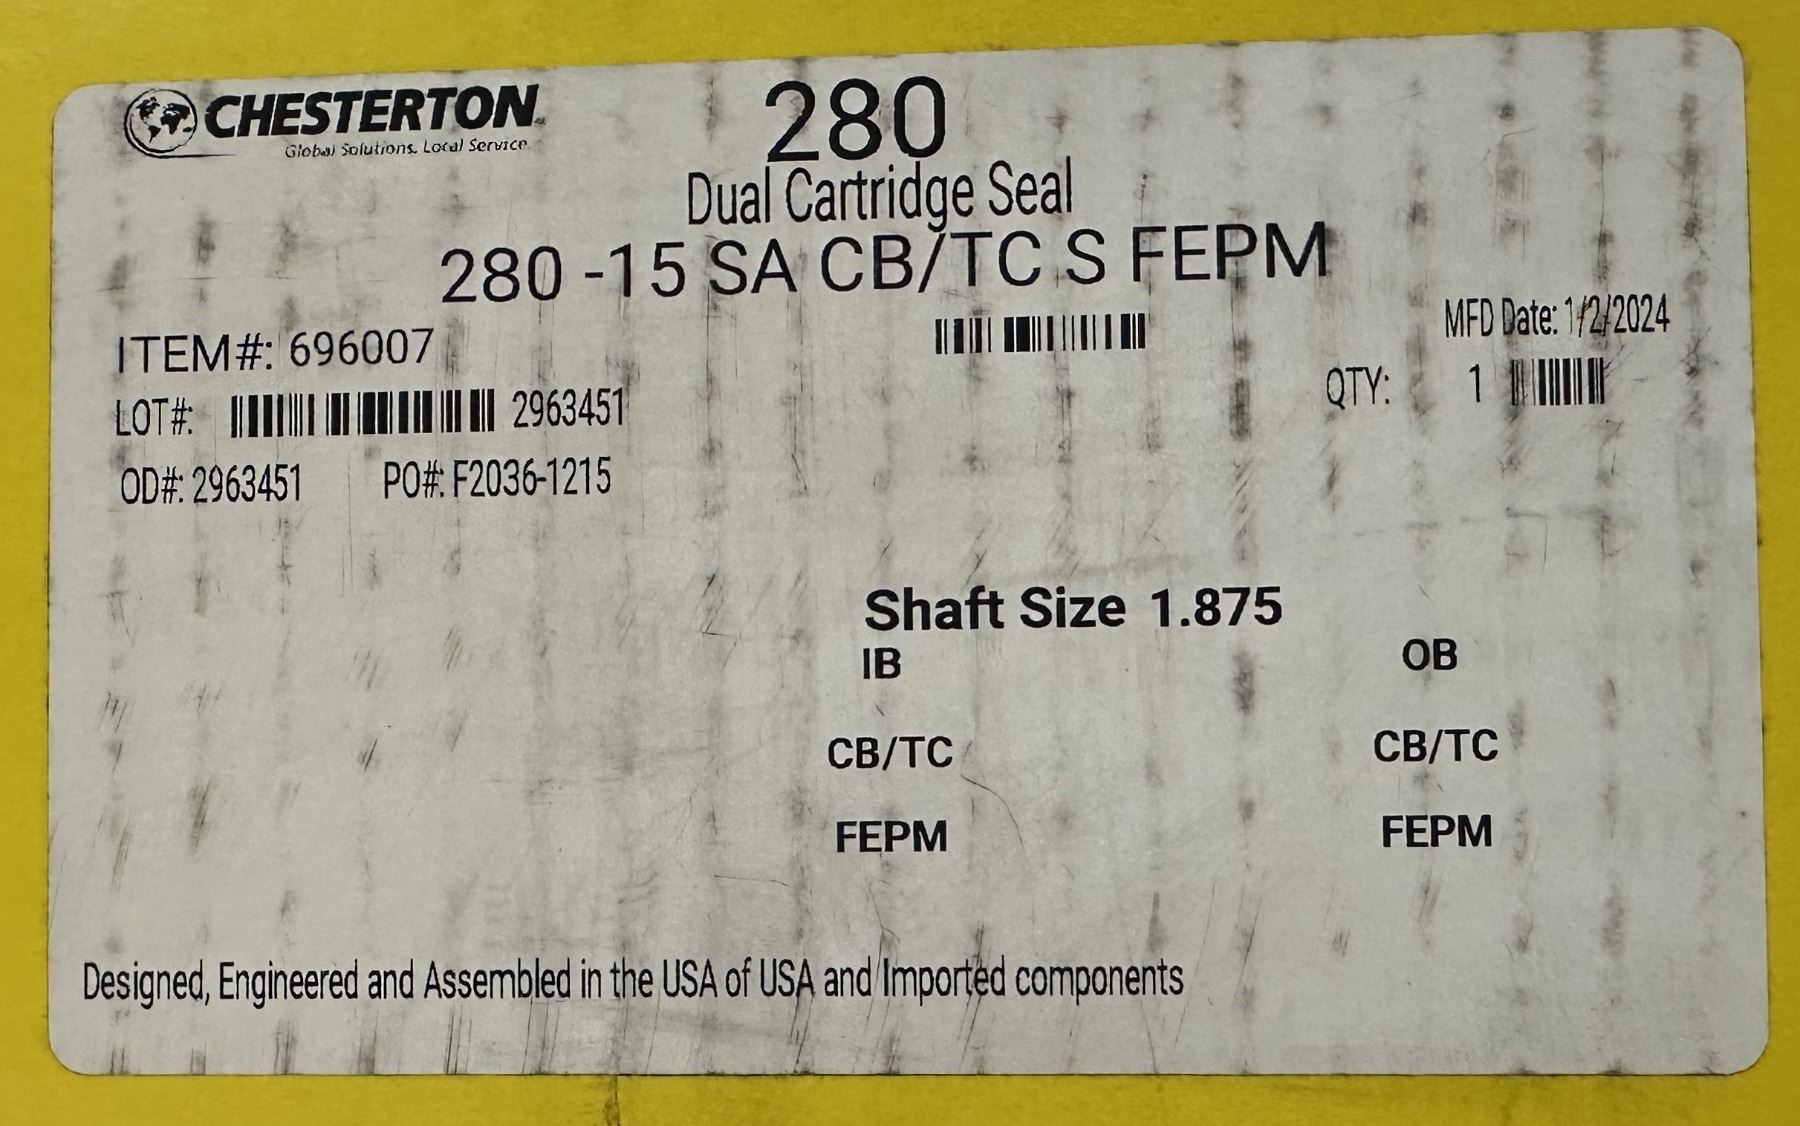 CHESTERTON
Global Solutions, Local Service.
280
Dual Cartridge Seal
280 -15 SA CB/TC S FEPM
MFD Date: 1/2/2024
ITEM#: 696007
QTY: 1
LOT#: 2963451
OD#: 2963451 PO#: F2036-1215
Shaft Size 1.875
IB OB
CB/TC CB/TC
FEPM FEPM
Designed, Engineered and Assembled in the USA of USA and Imported components